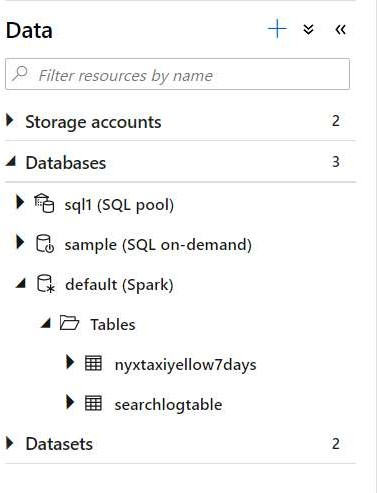 Data
Filter resources by name
Storage accounts 2
Databases 3
sql1 (SQL pool)
sample (SQL on-demand)
default (Spark)
Tables
nyxtaxiyellow7days
searchlogtable
Datasets 2